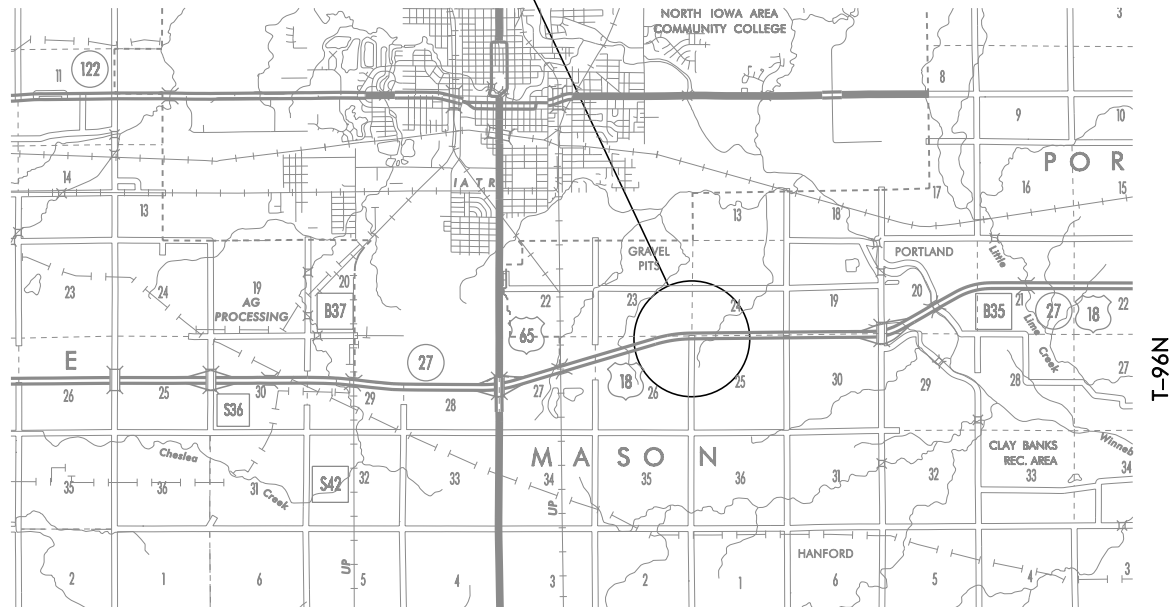 NORTH IOWA AREA
COMMUNITY COLLEGE
3
11
122
8
9
10
P O R
14
I A T R
17
16
15
13
13
18
GRAVEL
PITS
PORTLAND
Little
23
24
19
20
22
23
24
19
20
21
22
AG
PROCESSING
B37
65
B35
27
18
Lime
Creek
T-96N
E
27
18
26
25
30
29
28
27
26
25
30
29
28
27
S36
M A S O N
CLAY BANKS
REC. AREA
Winneb
Cheslea
Creek
35
36
31
S42
32
33
34
35
36
31
32
33
34
UP
HANFORD
UP
2
1
6
5
4
3
2
1
6
5
4
3